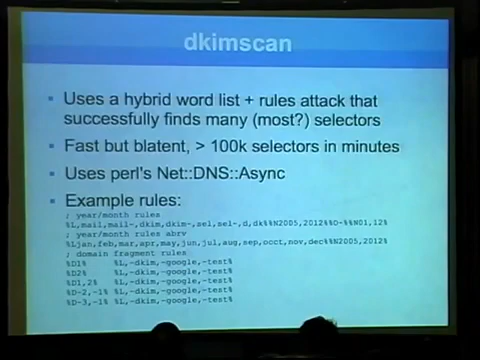 dkimscan
Uses a hybrid word list + rules attack that
successfully finds many (most?) selectors
Fast but blatent, > 100k selectors in minutes
Uses perl's Net::DNS::Async
Example rules:
; year/month rules
%L,mail,mail-,dkim,dkim-,sel,sel-,d,dk%%N2005,2012%%O-%%N01,12%
; year/month rules abrv
%Ljan,feb,mar,apr,may,jun,jul,aug,sep,occt,nov,dec%%N2005,2012%
; domain fragment rules
%D1% %L,-dkim,-google,-test%
%D2% %L,-dkim,-google,-test%
%D1,2% %L,-dkim,-google,-test%
%D-2,-1% %L,-dkim,-google,-test%
%D-3,-1% %L,-dkim,-google,-test%